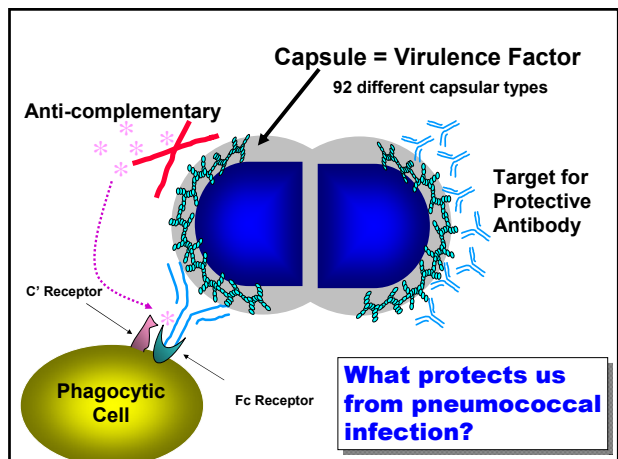 Capsule = Virulence Factor
92 different capsular types
Anti-complementary
Target for
Protective
Antibody
C' Receptor
Phagocytic
Cell
Fc Receptor
What protects us
from pneumococcal
infection?